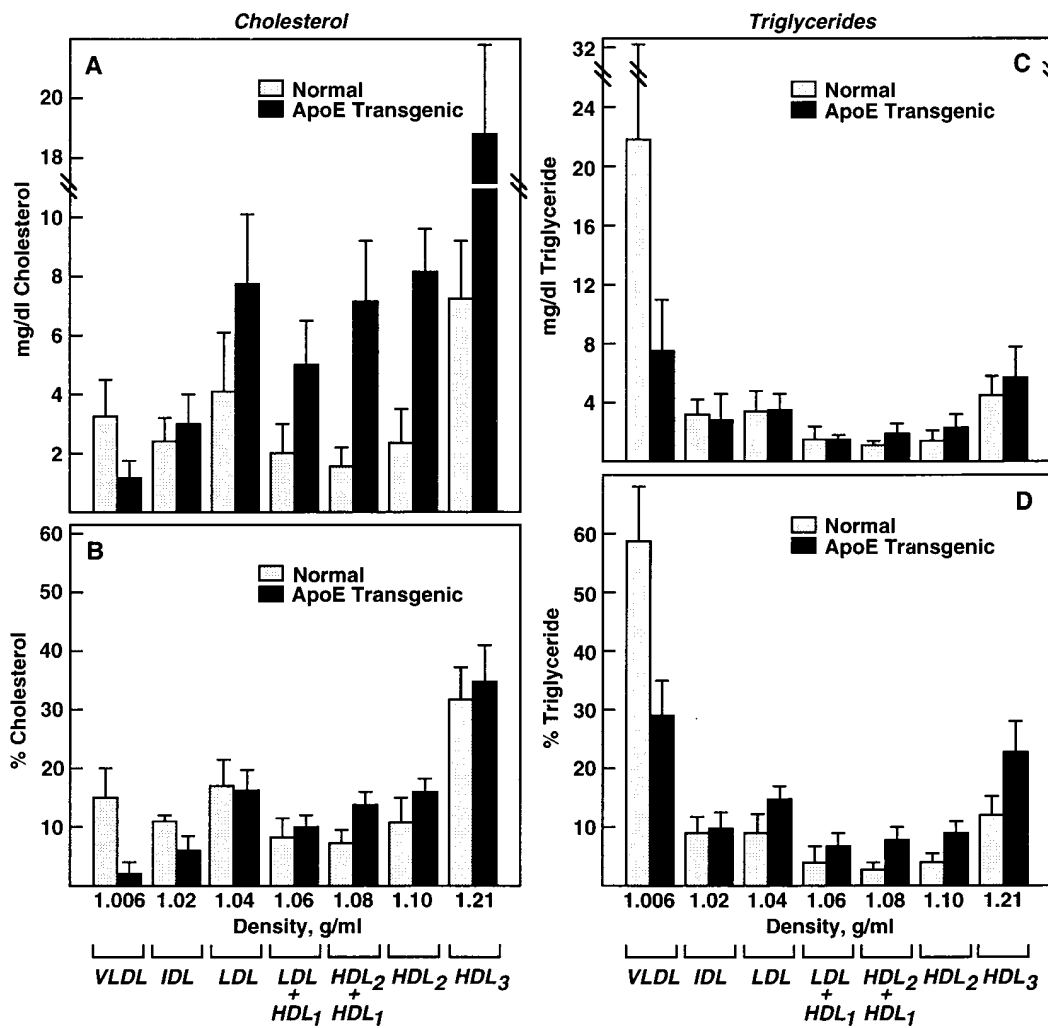 Cholesterol
A
Normal
ApoE Transgenic
20
18
10
8
6
4
2
mg/dl Cholesterol
B
Normal
ApoE Transgenic
60
50
40
30
20
10
% Cholesterol
1.006 1.02 1.04 1.06 1.08 1.10 1.21
Density, g/ml
VLDL IDL LDL LDL + HDL1 HDL2 + HDL1 HDL2 HDL3
Triglycerides
C
Normal
ApoE Transgenic
32
24
22
16
12
8
4
mg/dl Triglyceride
D
Normal
ApoE Transgenic
60
50
40
30
20
10
% Triglyceride
1.006 1.02 1.04 1.06 1.08 1.10 1.21
Density, g/ml
VLDL IDL LDL LDL + HDL1 HDL2 + HDL1 HDL2 HDL3